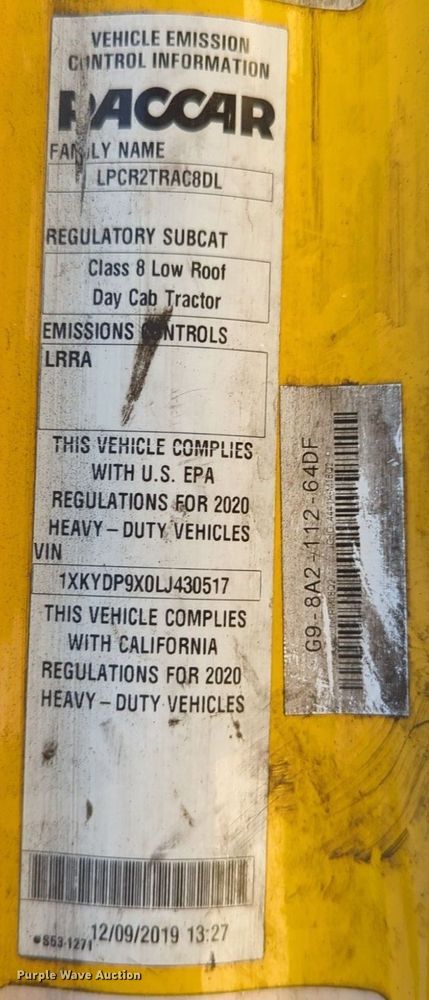 VEHICLE EMISSION
CONTROL INFORMATION
PACCAR
FAMILY NAME
LPCR2TRAC8DL
REGULATORY SUBCAT
Class 8 Low Roof
Day Cab Tractor
EMISSIONS CONTROLS
LRRA
THIS VEHICLE COMPLIES
WITH U.S. EPA
REGULATIONS FOR 2020
HEAVY-DUTY VEHICLES
VIN
1XKYDP9X0LJ430517
THIS VEHICLE COMPLIES
WITH CALIFORNIA
REGULATIONS FOR 2020
HEAVY-DUTY VEHICLES
S53-1271 12/09/2019 13:27
G9-8A2-112-64DF
Purple Wave Auction